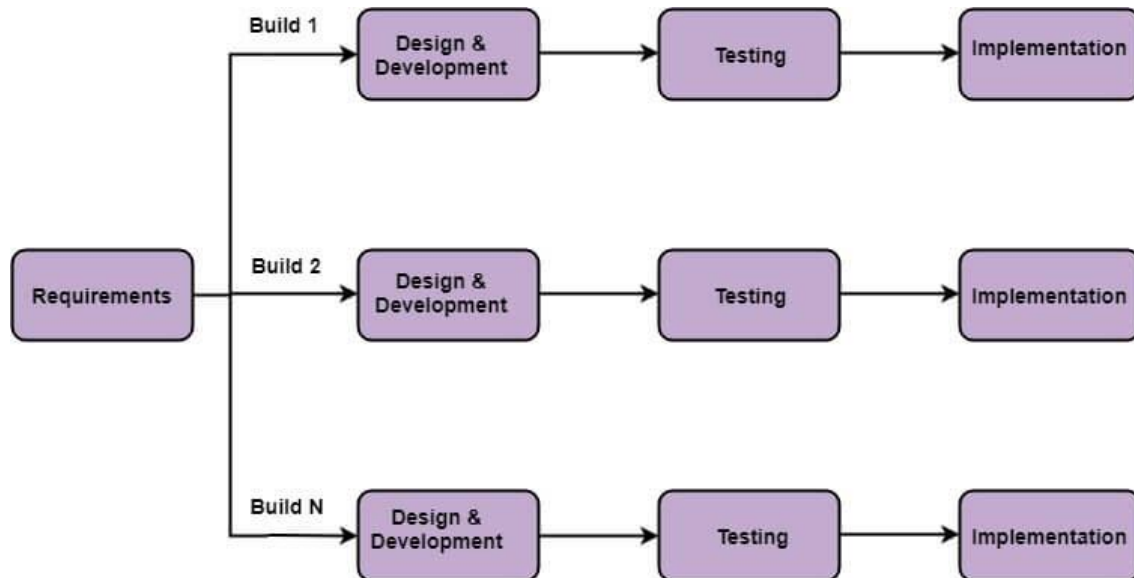 Build 1
Design &
Development
Testing
Implementation
Requirements
Build 2
Design &
Development
Testing
Implementation
Build N
Design &
Development
Testing
Implementation